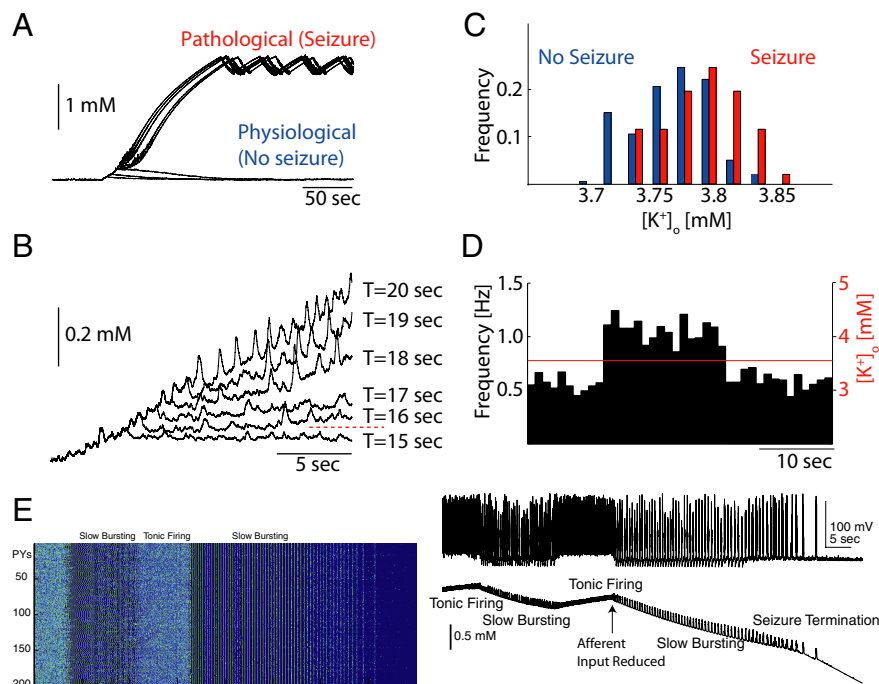 A
Pathological (Seizure)
1 mM
Physiological
(No seizure)
50 sec
B
0.2 mM
T=20 sec
T=19 sec
T=18 sec
T=17 sec
T=16 sec
T=15 sec
5 sec
C
No Seizure
Seizure
Frequency
0.2
0.1
3.7
3.75
3.8
3.85
[K⁺]ₒ [mM]
D
Frequency [Hz]
1.5
1.0
0.5
5
4
3
[K⁺]ₒ [mM]
10 sec
E
Slow Bursting
Tonic Firing
Slow Bursting
PYs
50
100
150
200
100 mV
5 sec
Tonic Firing
Slow Bursting
Tonic Firing
Afferent
Input Reduced
Slow Bursting
Seizure Termination
0.5 mM